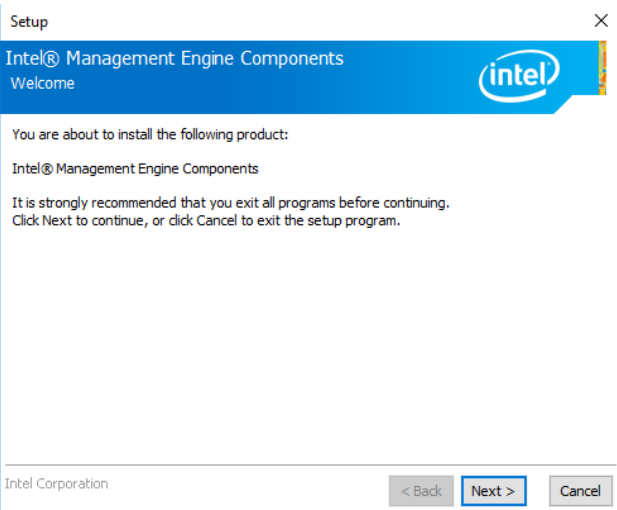 Setup
Intel® Management Engine Components
Welcome
intel
You are about to install the following product:
Intel® Management Engine Components
It is strongly recommended that you exit all programs before continuing.
Click Next to continue, or click Cancel to exit the setup program.
Intel Corporation
< Back Next > Cancel